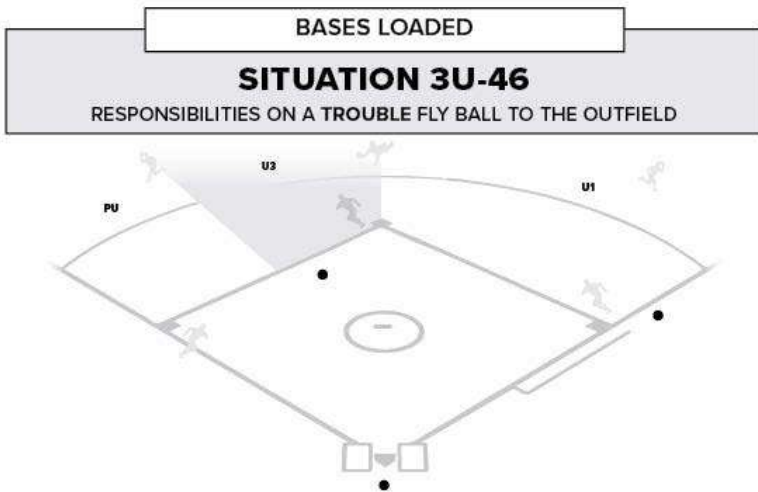 BASES LOADED
SITUATION 3U-46
RESPONSIBILITIES ON A TROUBLE FLY BALL TO THE OUTFIELD
U3
U1
PU